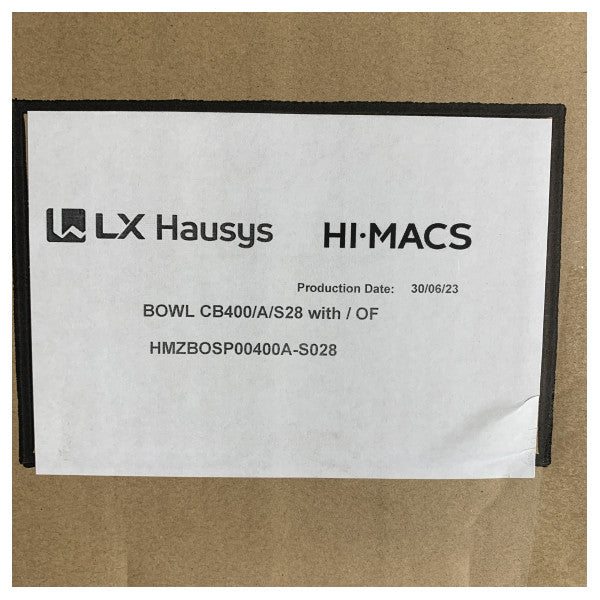 LX Hausys HI·MACS
Production Date: 30/06/23
BOWL CB400/A/S28 with / OF
HMZBOSP00400A-S028